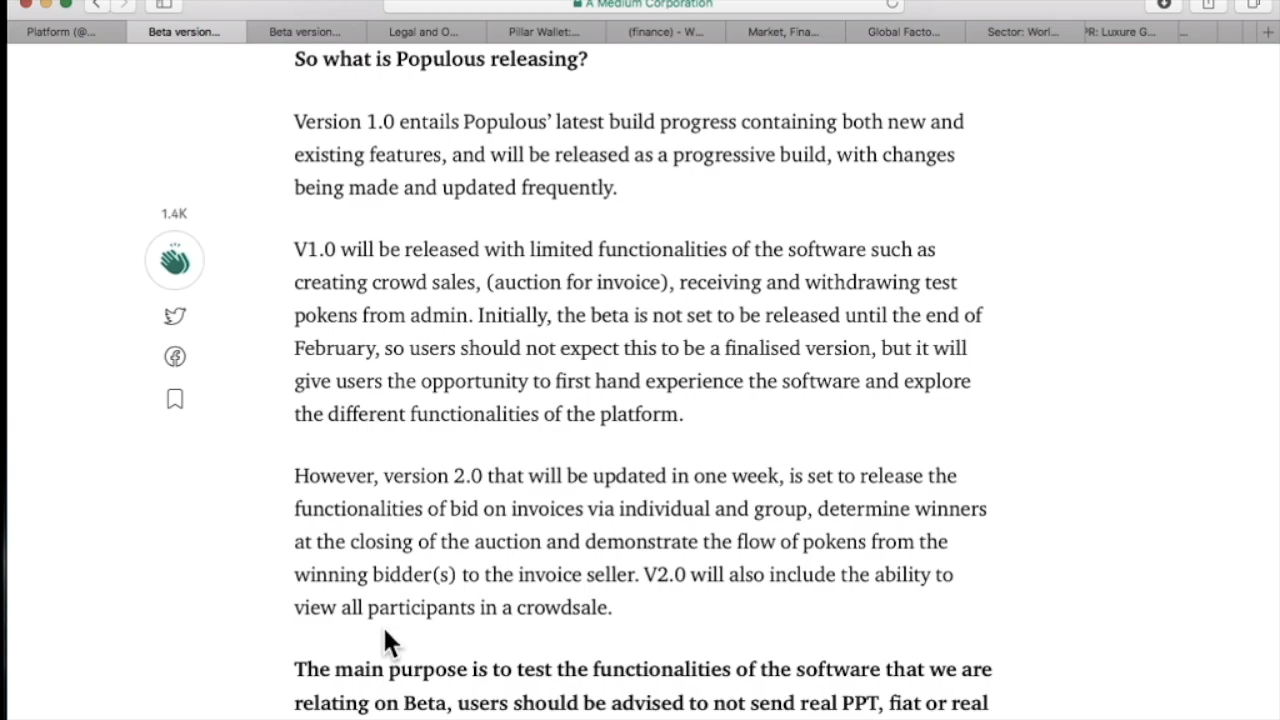 A Medium Corporation
Platform (@...
Beta version...
Beta version...
Legal and O...
Pillar Wallet:...
(finance) - W...
Market, Fina...
Global Facto...
Sector: Worl...
PR: Luxure G...
So what is Populous releasing?
Version 1.0 entails Populous’ latest build progress containing both new and
existing features, and will be released as a progressive build, with changes
being made and updated frequently.
1.4K
V1.0 will be released with limited functionalities of the software such as
creating crowd sales, (auction for invoice), receiving and withdrawing test
pokens from admin. Initially, the beta is not set to be released until the end of
February, so users should not expect this to be a finalised version, but it will
give users the opportunity to first hand experience the software and explore
the different functionalities of the platform.
However, version 2.0 that will be updated in one week, is set to release the
functionalities of bid on invoices via individual and group, determine winners
at the closing of the auction and demonstrate the flow of pokens from the
winning bidder(s) to the invoice seller. V2.0 will also include the ability to
view all participants in a crowdsale.
The main purpose is to test the functionalities of the software that we are
relating on Beta, users should be advised to not send real PPT, fiat or real